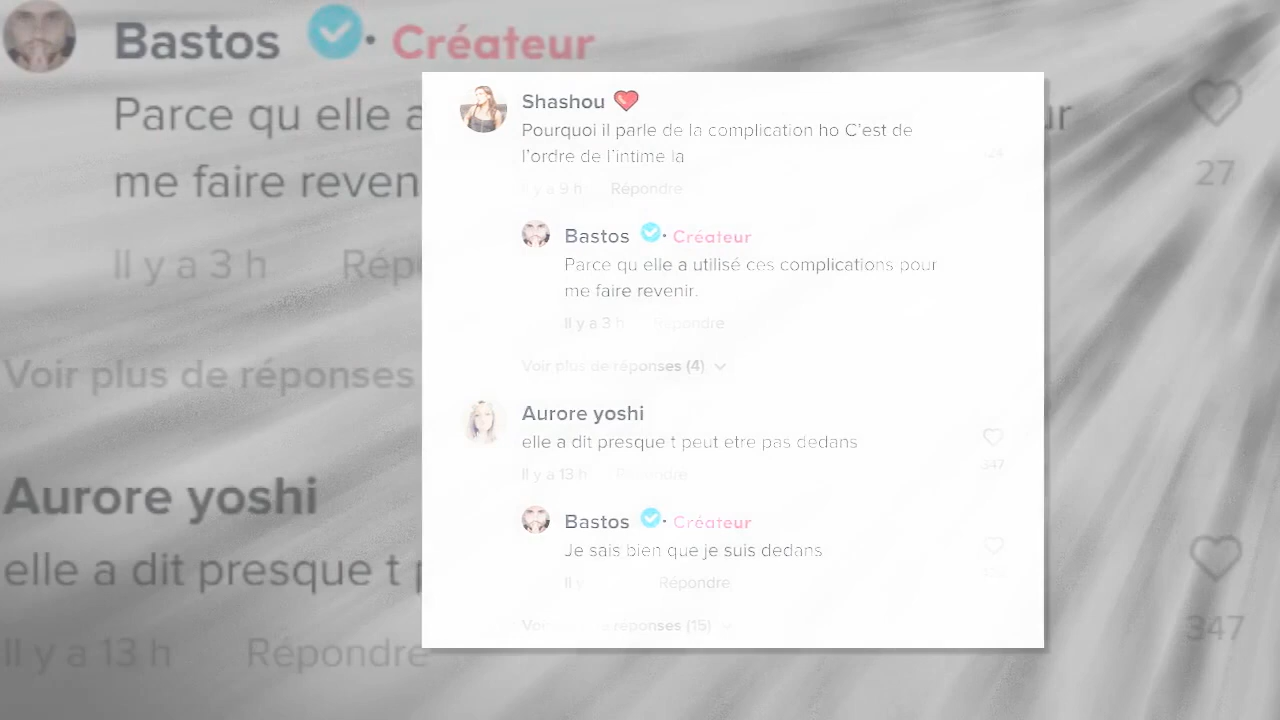 Bastos · Créateur
Parce qu elle a
me faire reven
Il y a 3 h Rép
27
Voir plus de réponses
Aurore yoshi
elle a dit presque t
Il y a 13 h Répondre
347
Shashou
Pourquoi il parle de la complication ho C'est de
l'ordre de l'intime la
Il y a 9 h Répondre
Bastos · Créateur
Parce qu elle a utilisé ces complications pour
me faire revenir.
Il y a 3 h Répondre
Voir plus de réponses (4)
Aurore yoshi
elle a dit presque t peut etre pas dedans
347
Il y a 13 h Répondre
Bastos · Créateur
Je sais bien que je suis dedans
Il y Répondre
réponses (15)